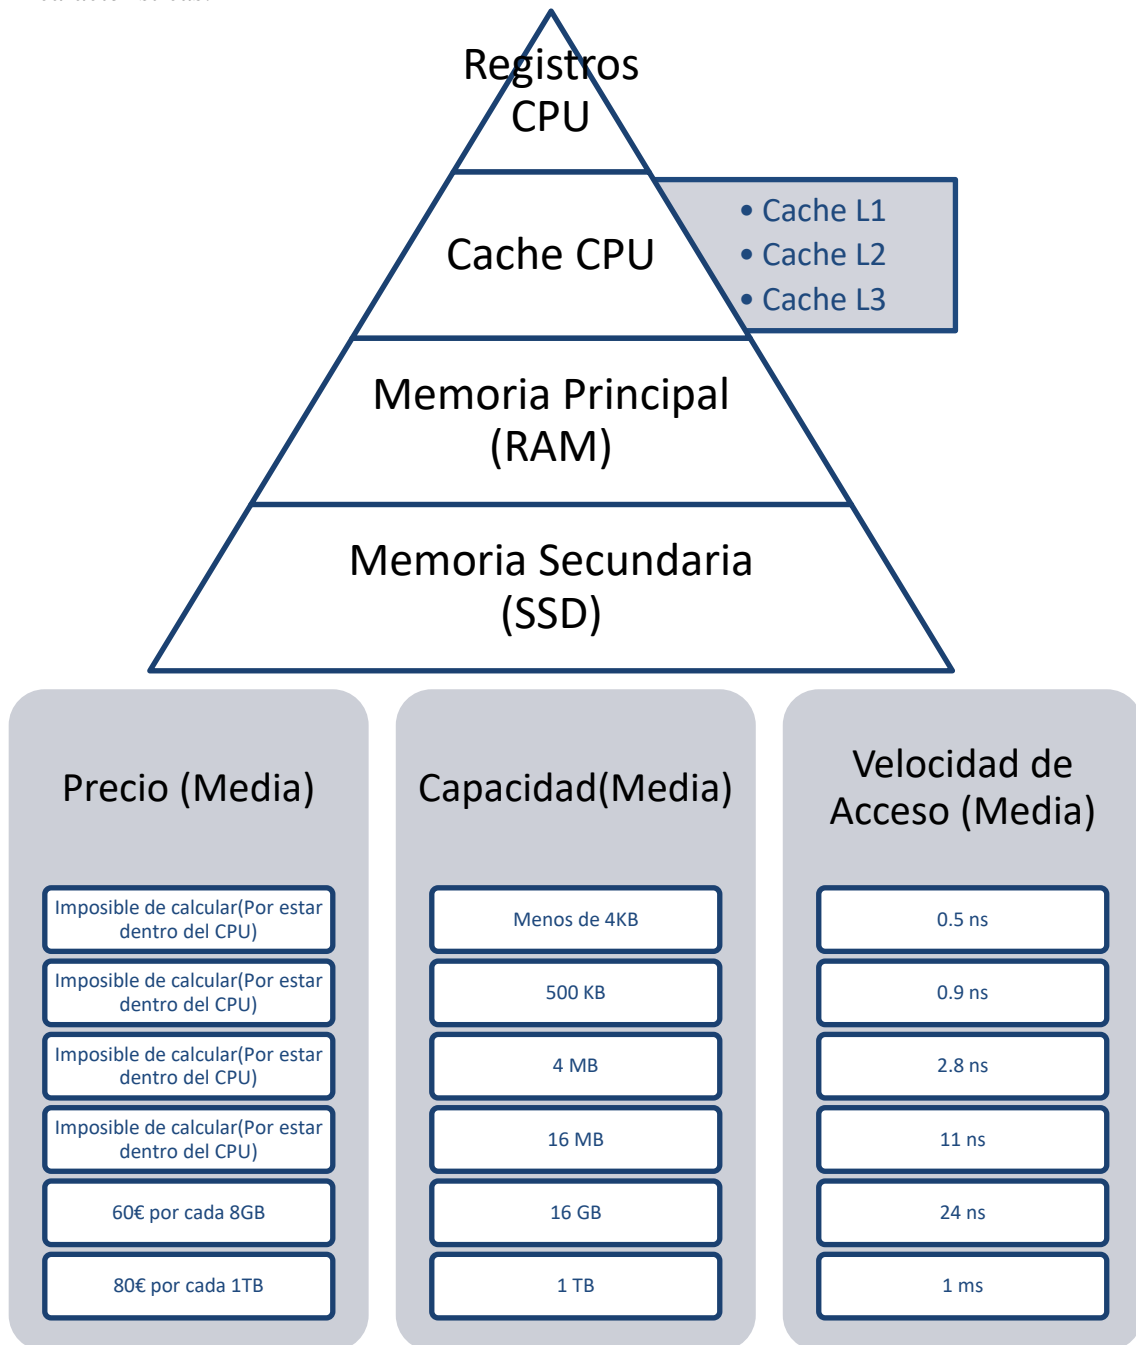 Registros
CPU
Cache CPU
• Cache L1
• Cache L2
• Cache L3
Memoria Principal
(RAM)
Memoria Secundaria
(SSD)
Precio (Media)
Imposible de calcular(Por estar
dentro del CPU)
Imposible de calcular(Por estar
dentro del CPU)
Imposible de calcular(Por estar
dentro del CPU)
Imposible de calcular(Por estar
dentro del CPU)
60€ por cada 8GB
80€ por cada 1TB
Capacidad(Media)
Menos de 4KB
500 KB
4 MB
16 MB
16 GB
1 TB
Velocidad de
Acceso (Media)
0.5 ns
0.9 ns
2.8 ns
11 ns
24 ns
1 ms